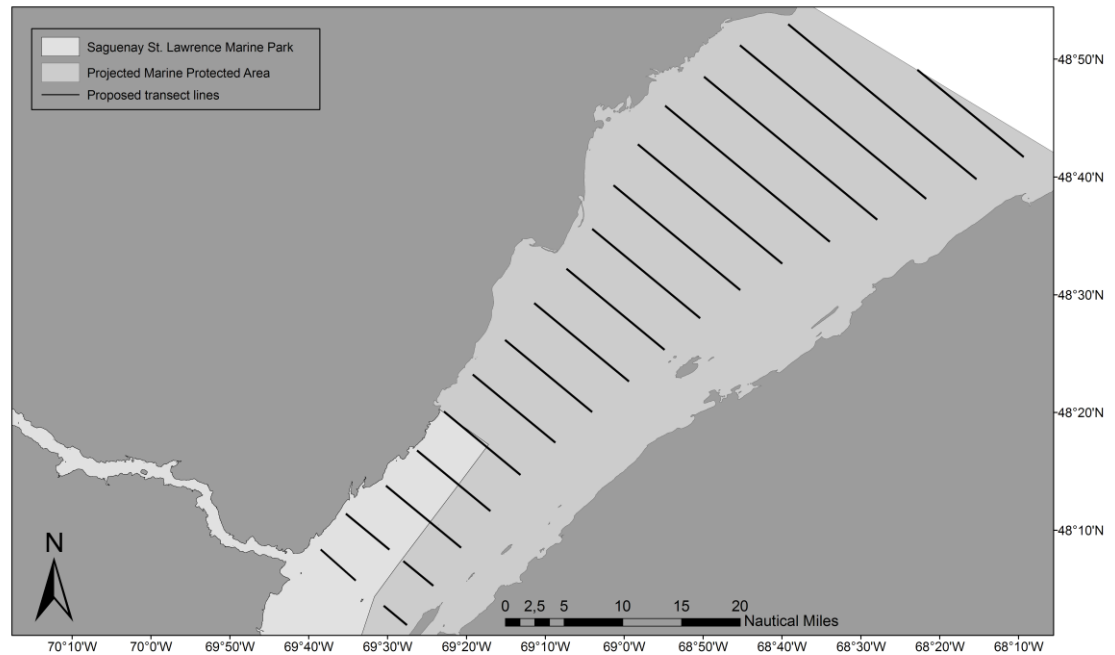 Saguenay St. Lawrence Marine Park
Projected Marine Protected Area
Proposed transect lines
48°50'N
48°40'N
48°30'N
48°20'N
48°10'N
N
0 2,5 5 10 15 20
Nautical Miles
70°10'W 70°0'W 69°50'W 69°40'W 69°30'W 69°20'W 69°10'W 69°0'W 68°50'W 68°40'W 68°30'W 68°20'W 68°10'W